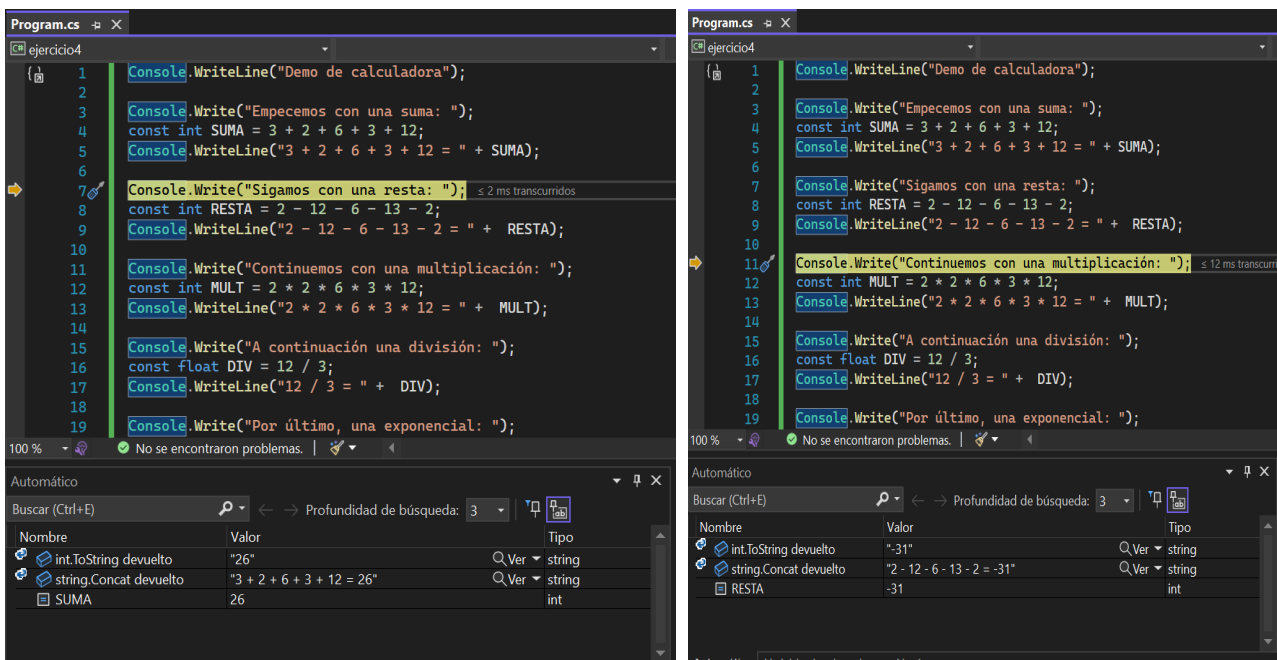 Program.cs
C# ejercicio4
1 Console.WriteLine("Demo de calculadora");
2
3 Console.Write("Empecemos con una suma: ");
4 const int SUMA = 3 + 2 + 6 + 3 + 12;
5 Console.WriteLine("3 + 2 + 6 + 3 + 12 = " + SUMA);
6
7 Console.Write("Sigamos con una resta: "); ≤ 2 ms transcurridos
8 const int RESTA = 2 - 12 - 6 - 13 - 2;
9 Console.WriteLine("2 - 12 - 6 - 13 - 2 = " +  RESTA);
10
11 Console.Write("Continuemos con una multiplicación: ");
12 const int MULT = 2 * 2 * 6 * 3 * 12;
13 Console.WriteLine("2 * 2 * 6 * 3 * 12 = " +  MULT);
14
15 Console.Write("A continuación una división: ");
16 const float DIV = 12 / 3;
17 Console.WriteLine("12 / 3 = " +  DIV);
18
19 Console.Write("Por último, una exponencial: ");
100 % No se encontraron problemas.
Automático
Buscar (Ctrl+E) Profundidad de búsqueda: 3
Nombre Valor Tipo
int.ToString devuelto "26" Ver string
string.Concat devuelto "3 + 2 + 6 + 3 + 12 = 26" Ver string
SUMA 26 int
Program.cs
C# ejercicio4
1 Console.WriteLine("Demo de calculadora");
2
3 Console.Write("Empecemos con una suma: ");
4 const int SUMA = 3 + 2 + 6 + 3 + 12;
5 Console.WriteLine("3 + 2 + 6 + 3 + 12 = " + SUMA);
6
7 Console.Write("Sigamos con una resta: ");
8 const int RESTA = 2 - 12 - 6 - 13 - 2;
9 Console.WriteLine("2 - 12 - 6 - 13 - 2 = " +  RESTA);
10
11 Console.Write("Continuemos con una multiplicación: "); ≤ 12 ms transcurri
12 const int MULT = 2 * 2 * 6 * 3 * 12;
13 Console.WriteLine("2 * 2 * 6 * 3 * 12 = " +  MULT);
14
15 Console.Write("A continuación una división: ");
16 const float DIV = 12 / 3;
17 Console.WriteLine("12 / 3 = " +  DIV);
18
19 Console.Write("Por último, una exponencial: ");
100 % No se encontraron problemas.
Automático
Buscar (Ctrl+E) Profundidad de búsqueda: 3
Nombre Valor Tipo
int.ToString devuelto "-31" Ver string
string.Concat devuelto "2 - 12 - 6 - 13 - 2 = -31" Ver string
RESTA -31 int